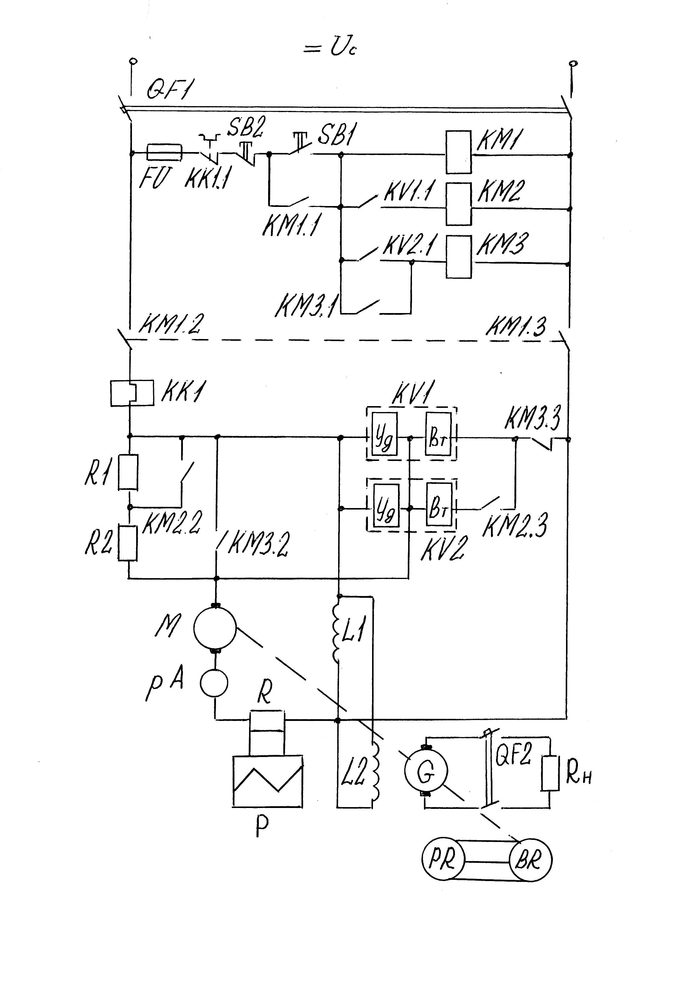 = Uc
QF1
SB2
SB1
KM1
FU
KK1.1
KV1.1
KM2
KM1.1
KV2.1
KM3
KM3.1
KM1.2
KM1.3
KK1
KV1
KM3.3
Уд
Вт
R1
KM2.2
Уд
Вт
KM2.3
R2
KM3.2
KV2
M
L1
pA
R
L2
G
QF2
Rн
P
PR
BR